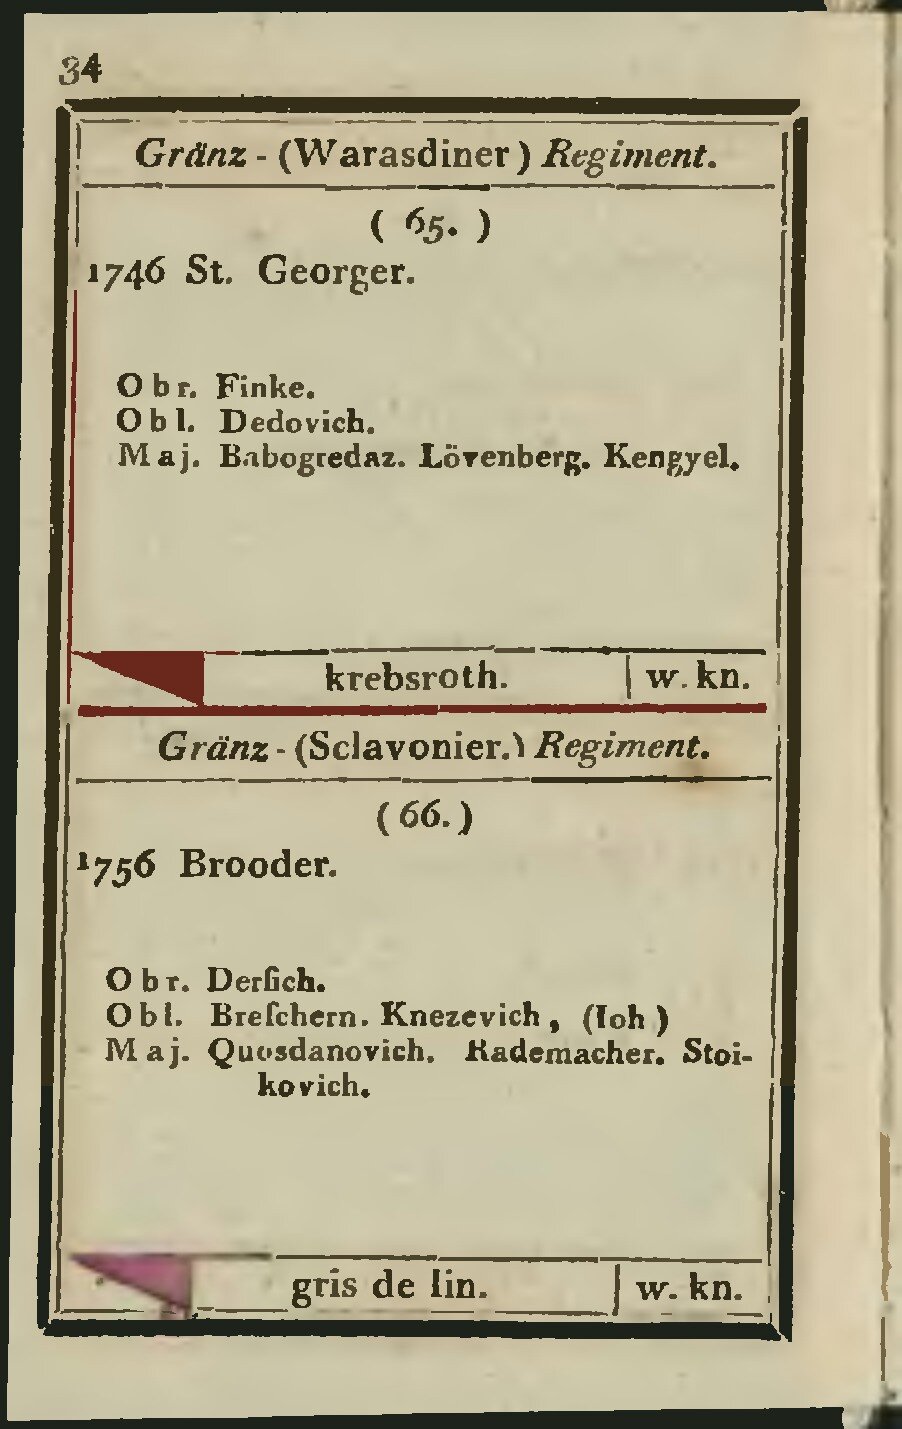 34
Gränz - (Warasdiner) Regiment.
( 65. )
1746 St. Georger.
Obr. Finke.
Obl. Dedovich.
Maj. Babogredaz. Lövenberg. Kengyel.
krebsroth. | w. kn.
Gränz - (Sclavonier.) Regiment.
(66.)
1756 Brooder.
Obr. Derſich.
Obl. Breſchern. Knezevich, (Ioh)
Maj. Quosdanovich. Rademacher. Stoi-
kovich.
gris de lin. | w. kn.